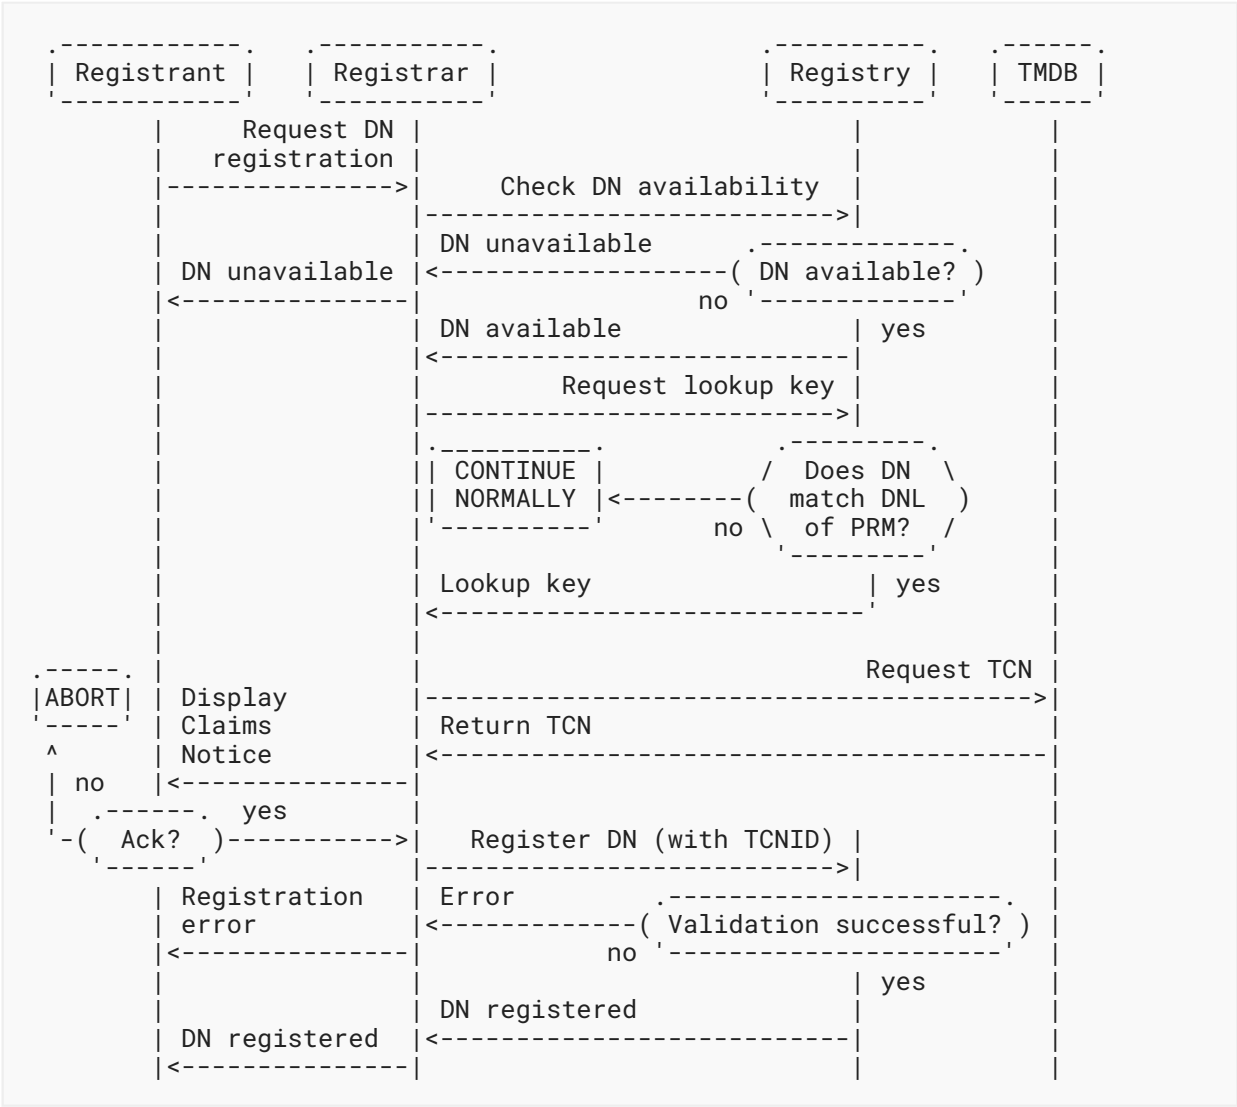 Registrant Registrar Registry TMDB
Request DN
registration
Check DN availability
DN unavailable
DN unavailable DN available?
no
DN available yes
Request lookup key
CONTINUE Does DN
NORMALLY match DNL
no of PRM?
Lookup key yes
Request TCN
ABORT Display
Claims Return TCN
Notice
no
yes
Ack? Register DN (with TCNID)
Registration Error
error Validation successful?
no
yes
DN registered
DN registered